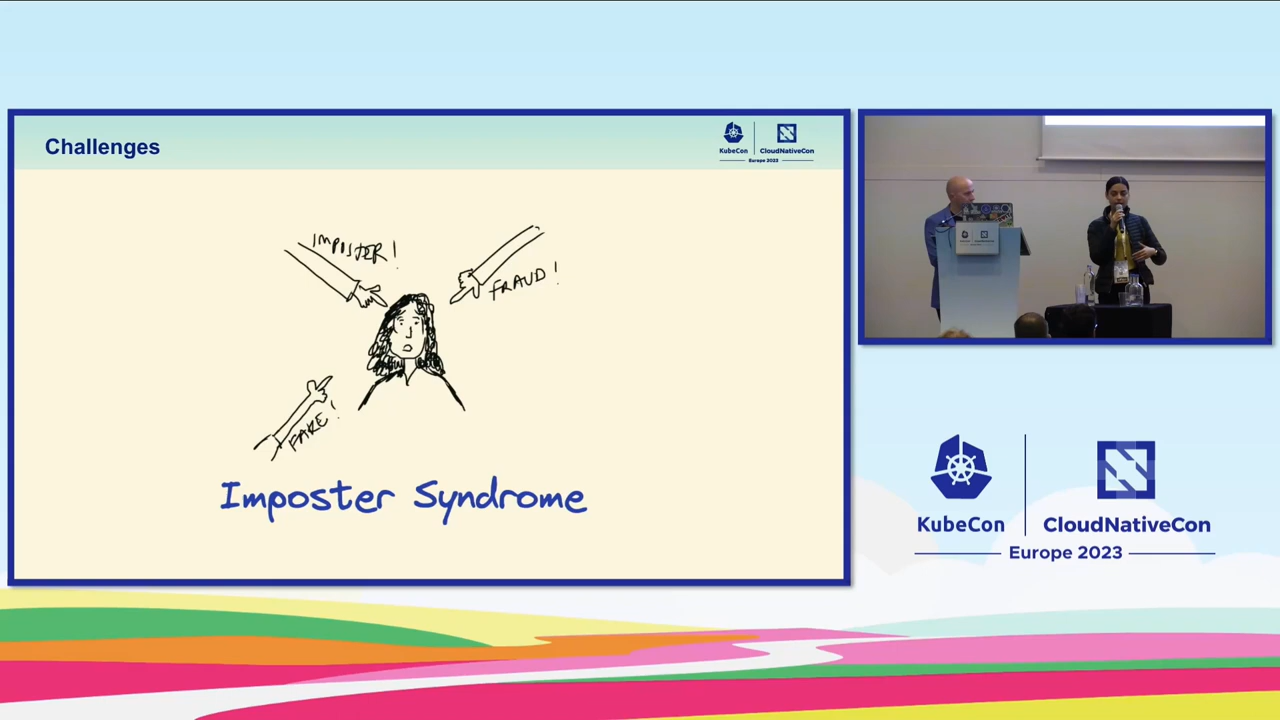 Challenges
KubeCon
CloudNativeCon
Europe 2023
IMPOSTER!
FRAUD!
FAKE!
Imposter Syndrome
KubeCon
CloudNativeCon
Europe 2023